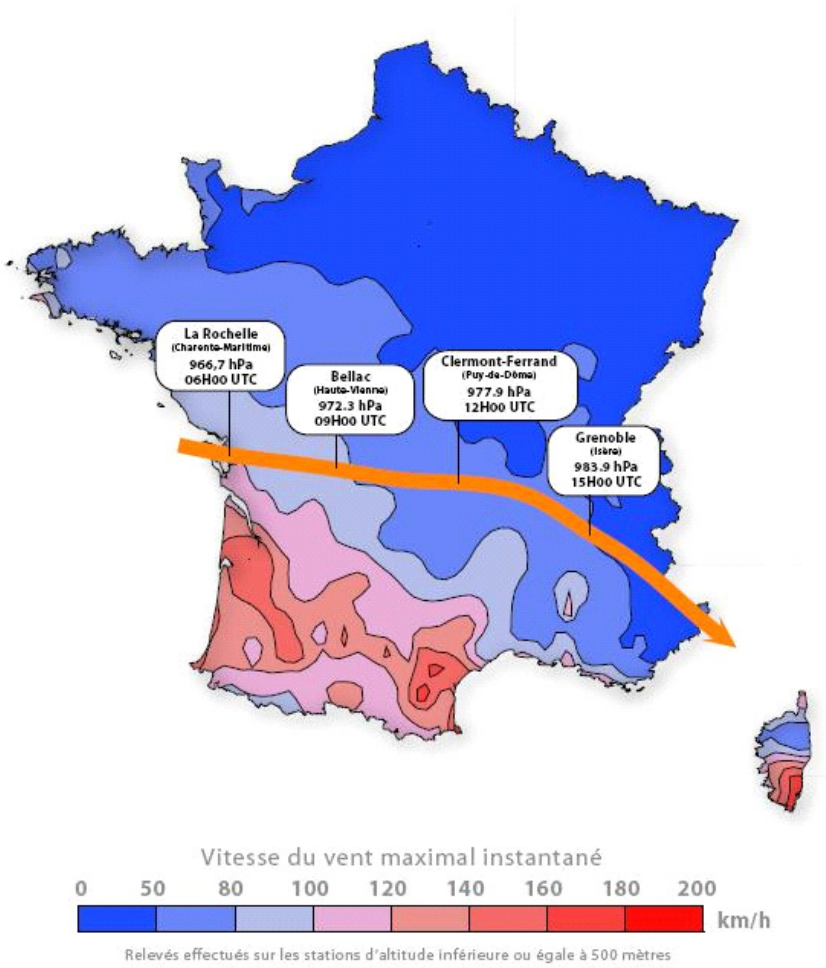 La Rochelle
(Charente-Maritime)
966,7 hPa
06H00 UTC
Bellac
(Haute-Vienne)
972.3 hPa
09H00 UTC
Clermont-Ferrand
(Puy-de-Dôme)
977.9 hPa
12H00 UTC
Grenoble
(Isère)
983.9 hPa
15H00 UTC
Vitesse du vent maximal instantané
0 50 80 100 120 140 160 180 200
km/h
Relevés effectués sur les stations d'altitude inférieure ou égale à 500 mètres